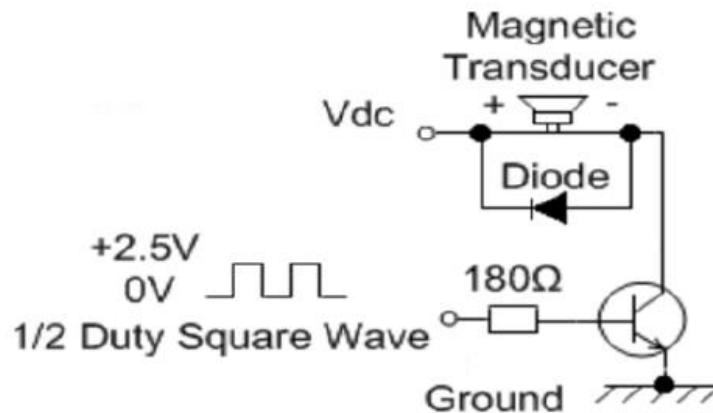 Magnetic
Transducer
+ -
Vdc
Diode
+2.5V
0V
180Ω
1/2 Duty Square Wave
Ground